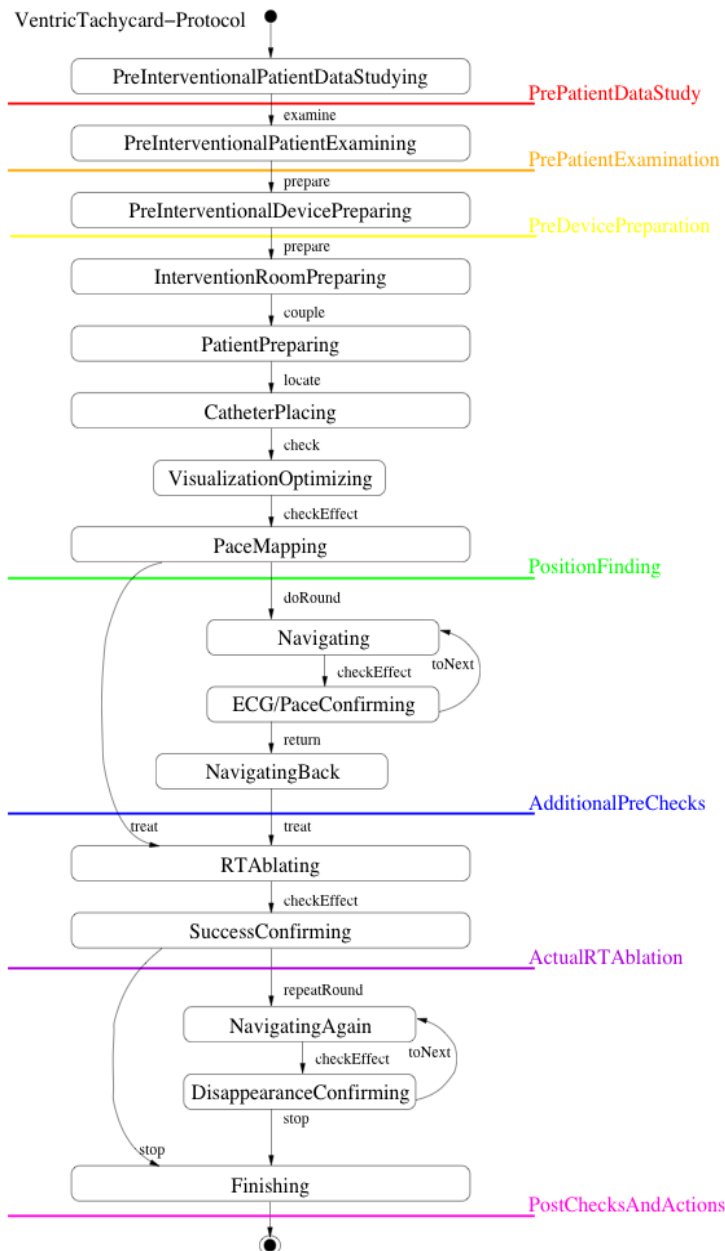 VentricTachycard–Protocol
PreInterventionalPatientDataStudying
PrePatientDataStudy
examine
PreInterventionalPatientExamining
PrePatientExamination
prepare
PreInterventionalDevicePreparing
PreDevicePreparation
prepare
InterventionRoomPreparing
couple
PatientPreparing
locate
CatheterPlacing
check
VisualizationOptimizing
checkEffect
PaceMapping
PositionFinding
doRound
Navigating
checkEffect
toNext
ECG/PaceConfirming
return
NavigatingBack
AdditionalPreChecks
treat
treat
RTAblating
checkEffect
SuccessConfirming
ActualRTAblation
repeatRound
NavigatingAgain
checkEffect
toNext
DisappearanceConfirming
stop
stop
Finishing
PostChecksAndActions